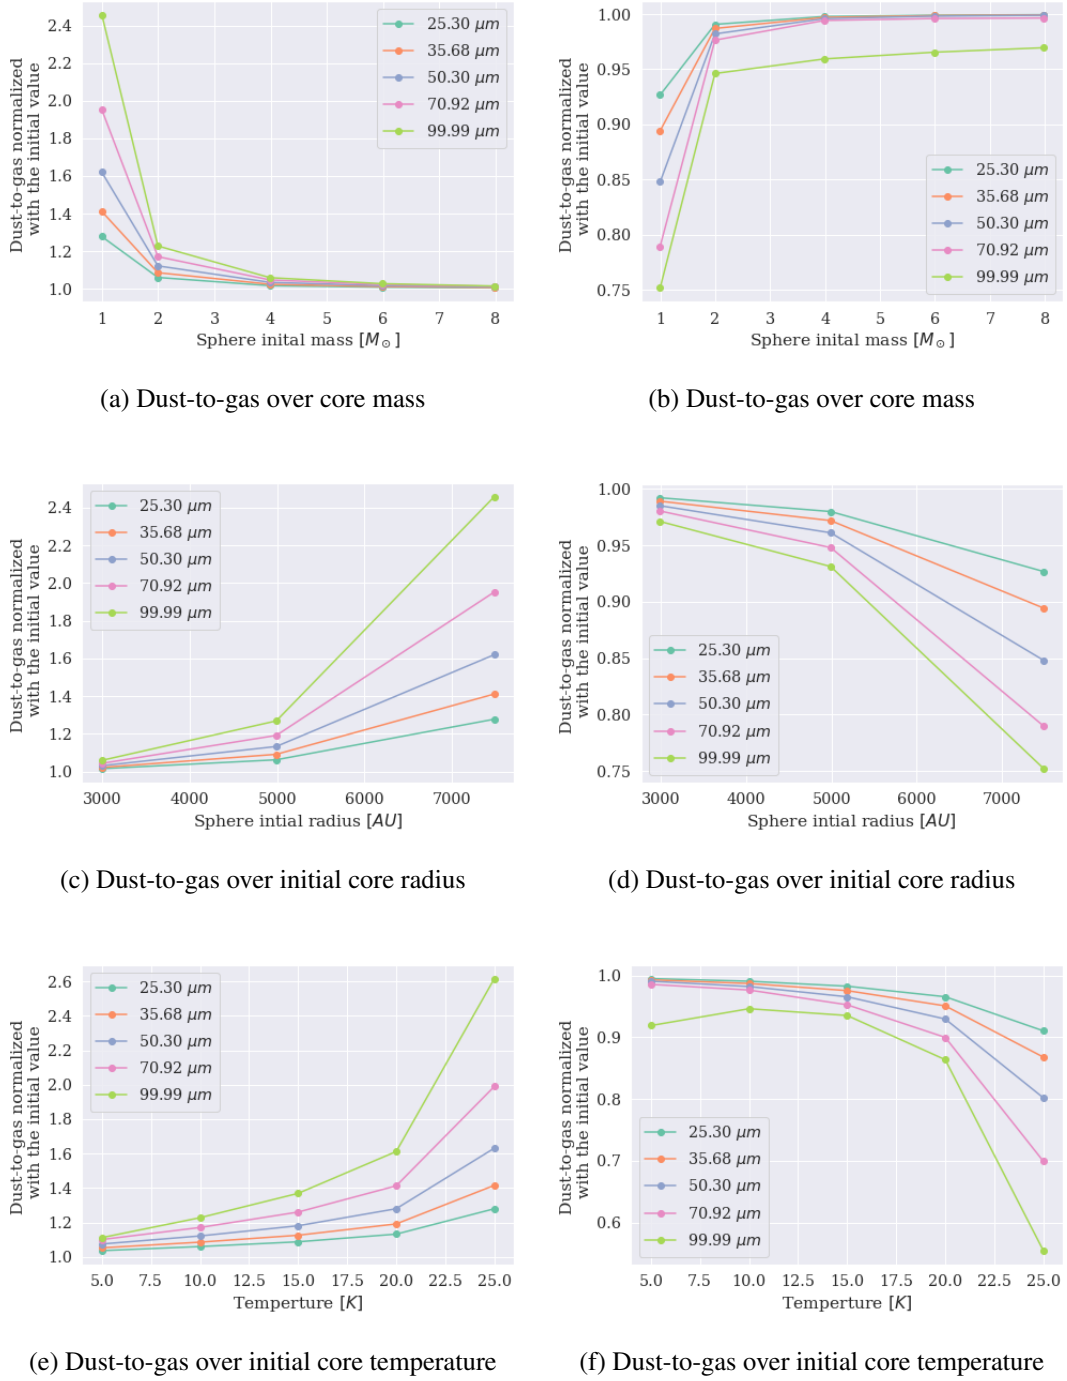 Dust-to-gas normalized
with the initial value
2.4
2.2
2.0
1.8
1.6
1.4
1.2
1.0
25.30 μm
35.68 μm
50.30 μm
70.92 μm
99.99 μm
1 2 3 4 5 6 7 8
Sphere inital mass [M⊙]
(a) Dust-to-gas over core mass
Dust-to-gas normalized
with the initial value
1.00
0.95
0.90
0.85
0.80
0.75
25.30 μm
35.68 μm
50.30 μm
70.92 μm
99.99 μm
1 2 3 4 5 6 7 8
Sphere inital mass [M⊙]
(b) Dust-to-gas over core mass
Dust-to-gas normalized
with the initial value
2.4
2.2
2.0
1.8
1.6
1.4
1.2
1.0
25.30 μm
35.68 μm
50.30 μm
70.92 μm
99.99 μm
3000 4000 5000 6000 7000
Sphere intial radius [AU]
(c) Dust-to-gas over initial core radius
Dust-to-gas normalized
with the initial value
1.00
0.95
0.90
0.85
0.80
0.75
25.30 μm
35.68 μm
50.30 μm
70.92 μm
99.99 μm
3000 4000 5000 6000 7000
Sphere intial radius [AU]
(d) Dust-to-gas over initial core radius
Dust-to-gas normalized
with the initial value
2.6
2.4
2.2
2.0
1.8
1.6
1.4
1.2
1.0
25.30 μm
35.68 μm
50.30 μm
70.92 μm
99.99 μm
5.0 7.5 10.0 12.5 15.0 17.5 20.0 22.5 25.0
Temperture [K]
(e) Dust-to-gas over initial core temperature
Dust-to-gas normalized
with the initial value
1.0
0.9
0.8
0.7
0.6
25.30 μm
35.68 μm
50.30 μm
70.92 μm
99.99 μm
5.0 7.5 10.0 12.5 15.0 17.5 20.0 22.5 25.0
Temperture [K]
(f) Dust-to-gas over initial core temperature